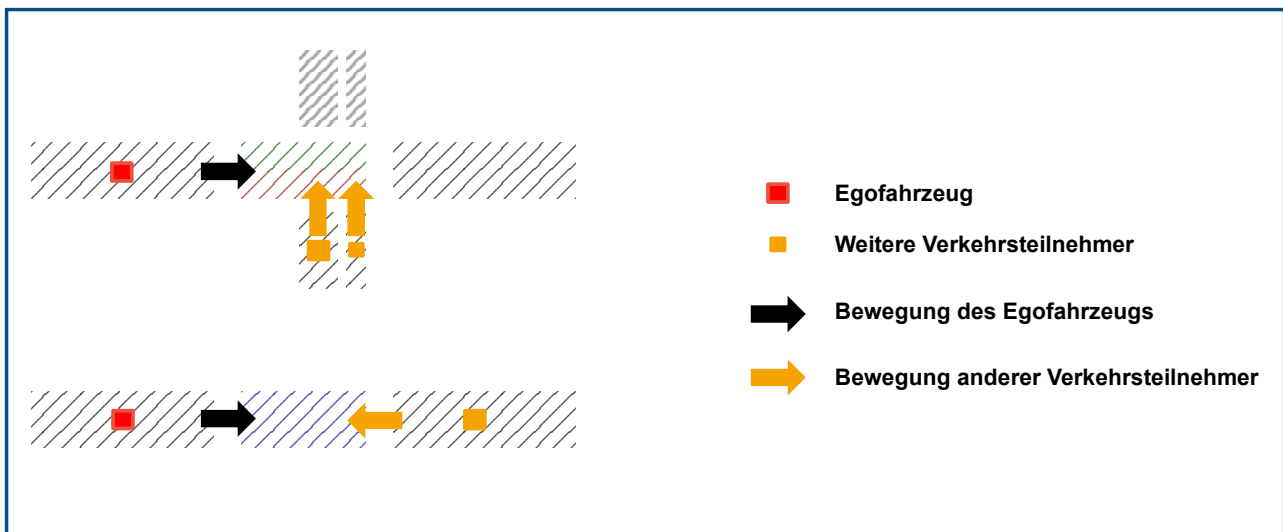 Egofahrzeug
Weitere Verkehrsteilnehmer
Bewegung des Egofahrzeugs
Bewegung anderer Verkehrsteilnehmer